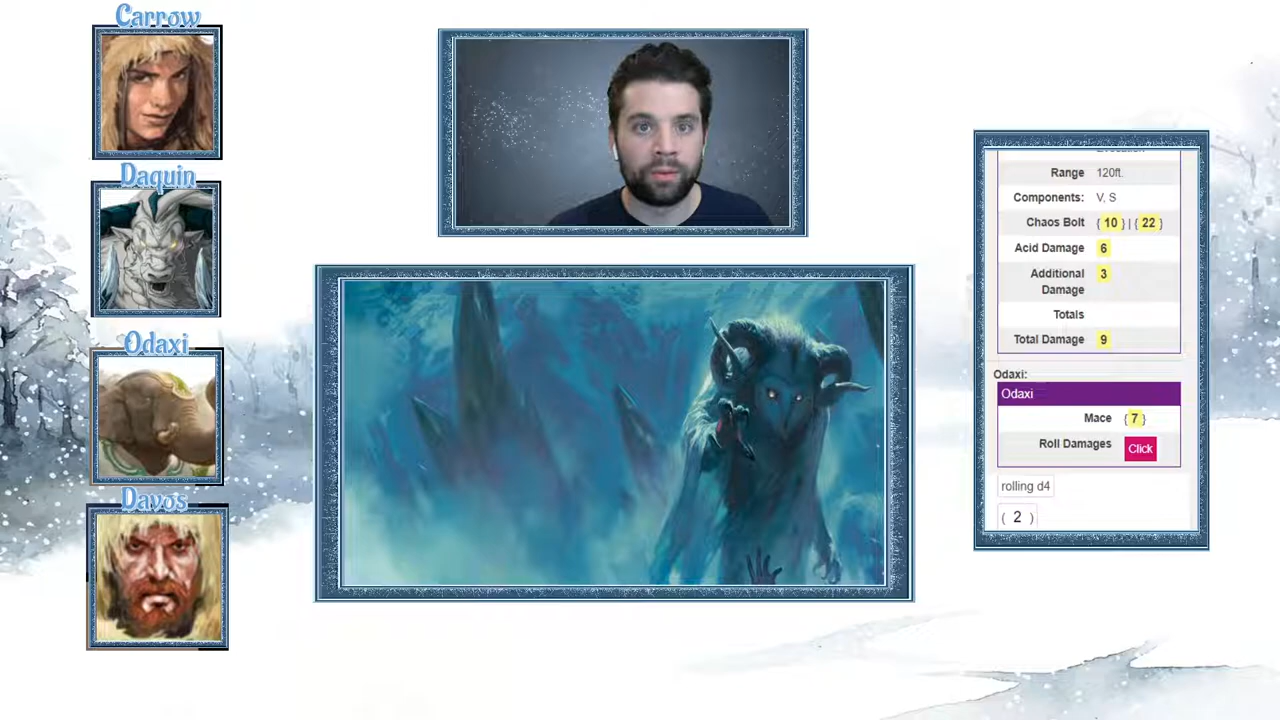 Carrow
Daquin
Odaxi
Davos
Range 120ft.
Components: V, S
Chaos Bolt { 10 } | { 22 }
Acid Damage 6
Additional 3
Damage
Totals
Total Damage 9
Odaxi:
Odaxi
Mace { 7 }
Roll Damages Click
rolling d4
( 2 )